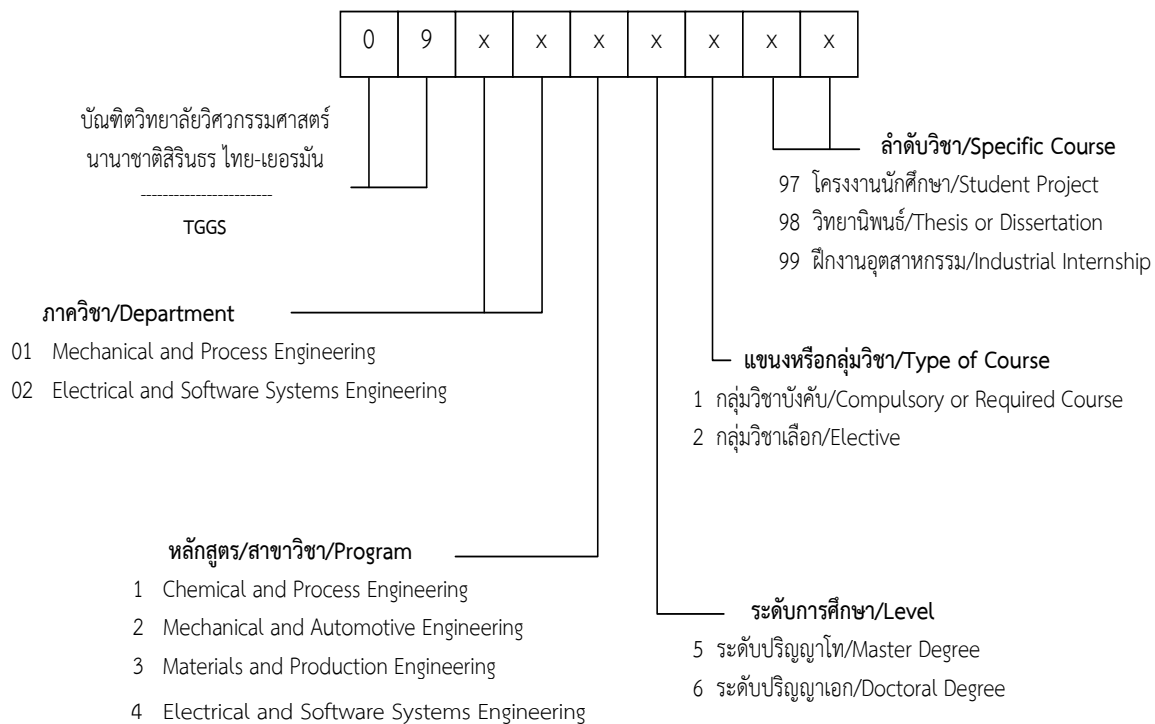 0 9 x x x x x x x
บัณฑิตวิทยาลัยวิศวกรรมศาสตร์
นานาชาติสิรินธร ไทย-เยอรมัน
------------------------
TGGS
ลำดับวิชา/Specific Course
97 โครงงานนักศึกษา/Student Project
98 วิทยานิพนธ์/Thesis or Dissertation
99 ฝึกงานอุตสาหกรรม/Industrial Internship
ภาควิชา/Department
01 Mechanical and Process Engineering
02 Electrical and Software Systems Engineering
แขนงหรือกลุ่มวิชา/Type of Course
1 กลุ่มวิชาบังคับ/Compulsory or Required Course
2 กลุ่มวิชาเลือก/Elective
หลักสูตร/สาขาวิชา/Program
1 Chemical and Process Engineering
2 Mechanical and Automotive Engineering
3 Materials and Production Engineering
4 Electrical and Software Systems Engineering
ระดับการศึกษา/Level
5 ระดับปริญญาโท/Master Degree
6 ระดับปริญญาเอก/Doctoral Degree